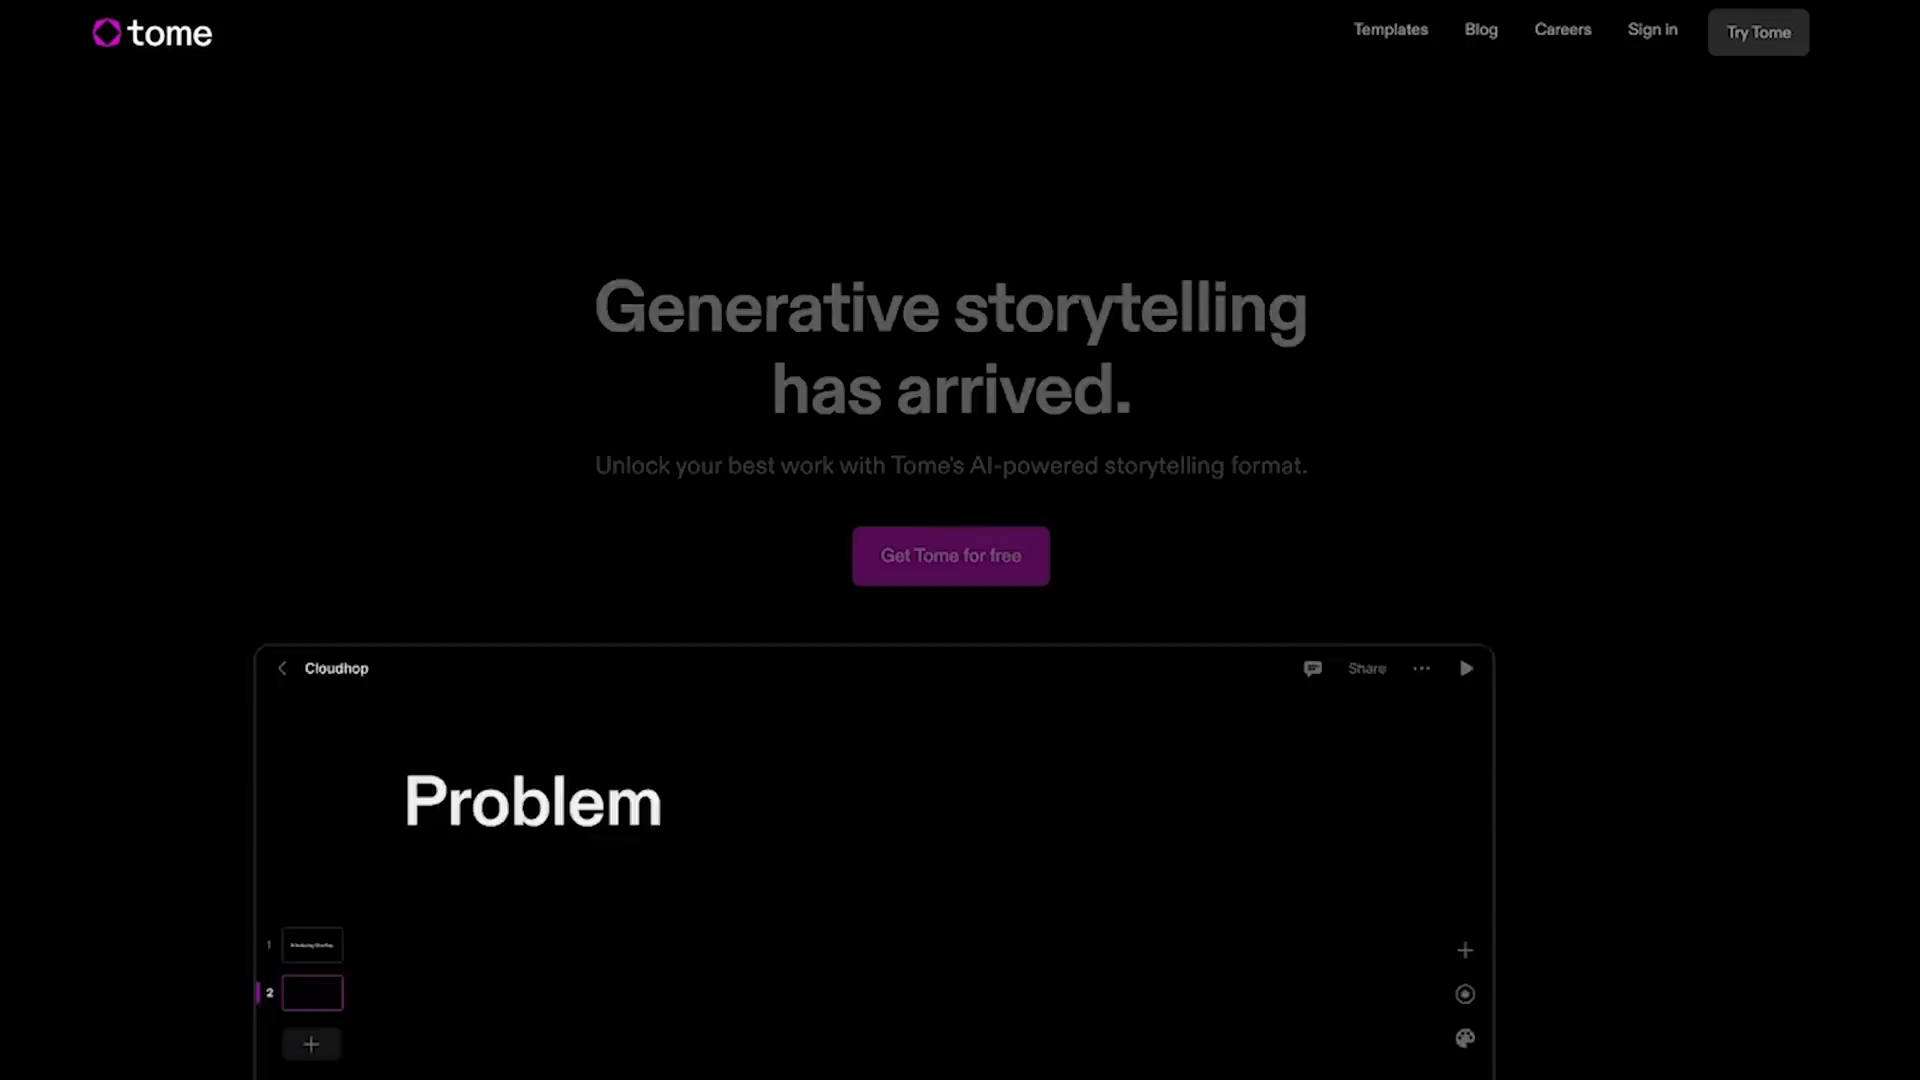 tome
Templates Blog Careers Sign in Try Tome
Generative storytelling
has arrived.
Unlock your best work with Tome's AI-powered storytelling format.
Get Tome for free
Cloudhop Share
Problem
1
2